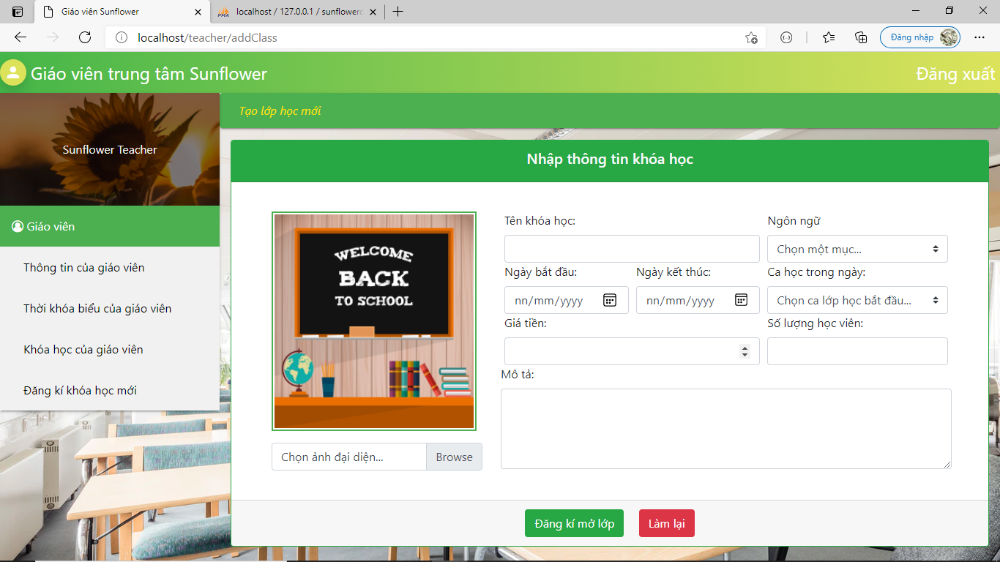 Giáo viên Sunflower
localhost / 127.0.0.1 / sunflowerc
localhost/teacher/addClass
Đăng nhập
Giáo viên trung tâm Sunflower
Đăng xuất
Tạo lớp học mới
Sunflower Teacher
Giáo viên
Thông tin của giáo viên
Thời khóa biểu của giáo viên
Khóa học của giáo viên
Đăng kí khóa học mới
Nhập thông tin khóa học
WELCOME
BACK
TO SCHOOL
Chọn ảnh đại diện...
Browse
Tên khóa học:
Ngôn ngữ
Chọn một mục...
Ngày bắt đầu:
Ngày kết thúc:
Ca học trong ngày:
nn/mm/yyyy
nn/mm/yyyy
Chọn ca lớp học bắt đầu...
Giá tiền:
Số lượng học viên:
Mô tả:
Đăng kí mở lớp
Làm lại